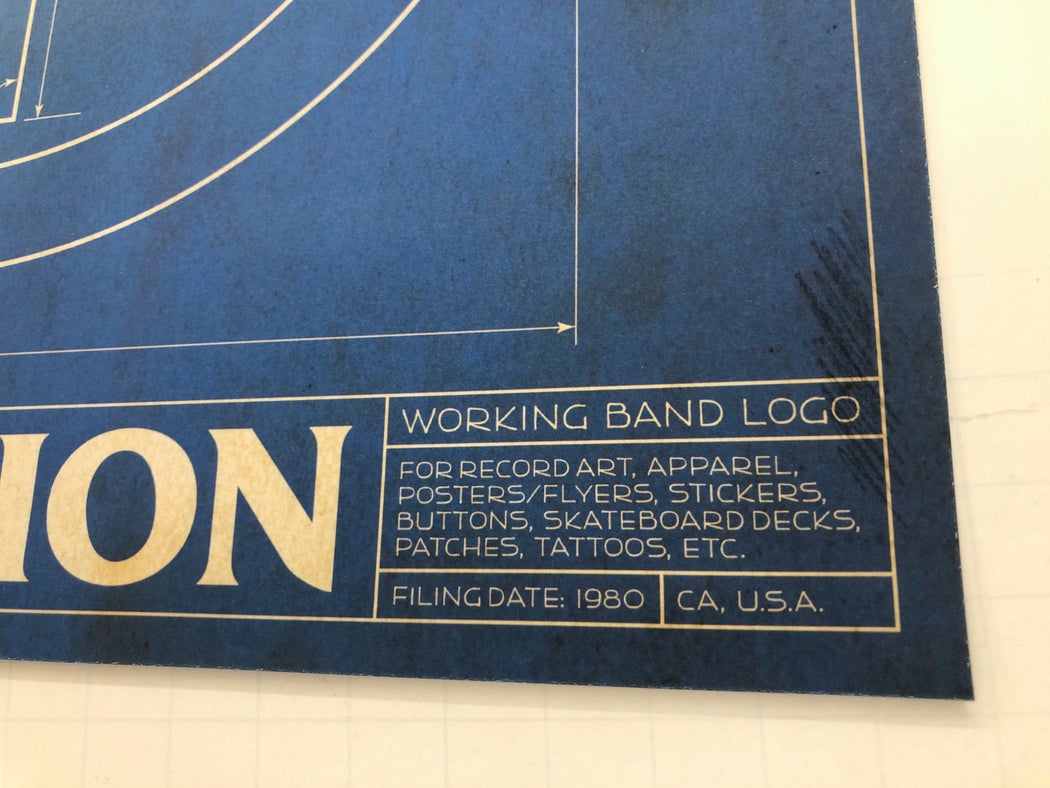 ION
WORKING BAND LOGO
FOR RECORD ART, APPAREL,
POSTERS/FLYERS, STICKERS,
BUTTONS, SKATEBOARD DECKS,
PATCHES, TATTOOS, ETC.
FILING DATE: 1980
CA, U.S.A.